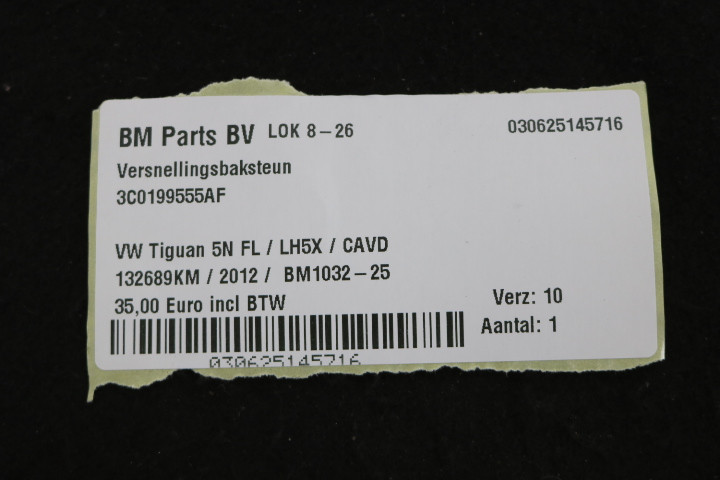 BM Parts BV LOK 8-26 030625145716
Versnellingsbaksteun
3C0199555AF
VW Tiguan 5N FL / LH5X / CAVD
132689KM / 2012 / BM1032-25
35,00 Euro incl BTW
Verz: 10
Aantal: 1
030625145716